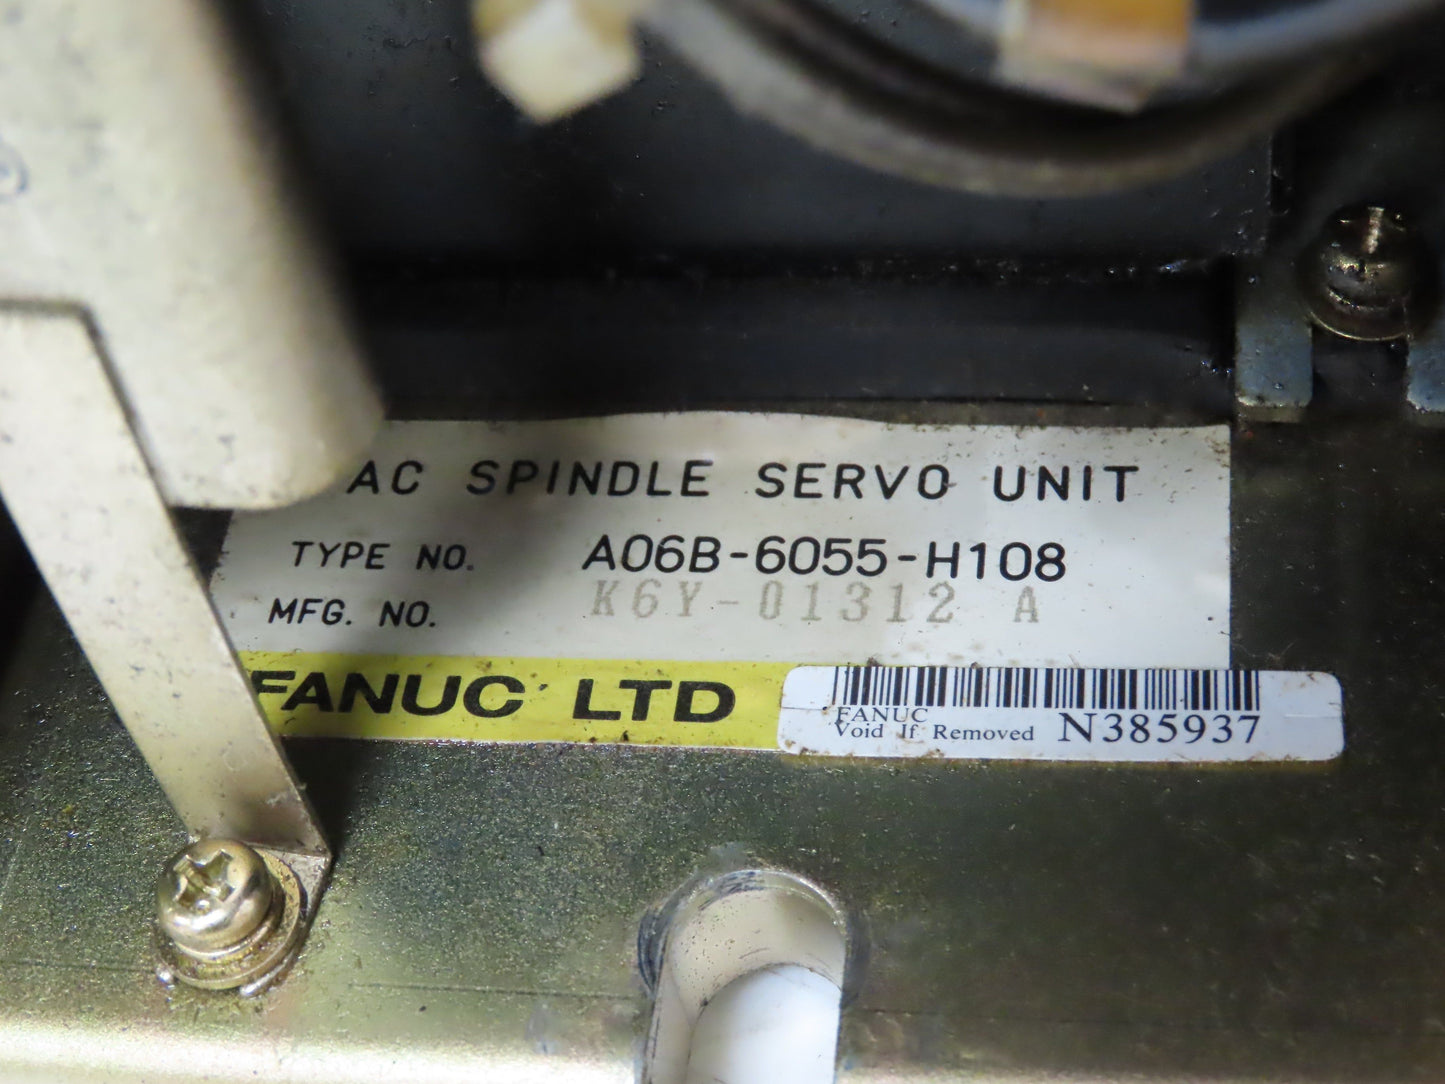 AC SPINDLE SERVO UNIT
TYPE NO. A06B-6055-H108
MFG. NO. K6Y-01312 A
FANUC LTD
FANUC
Void If Removed N385937